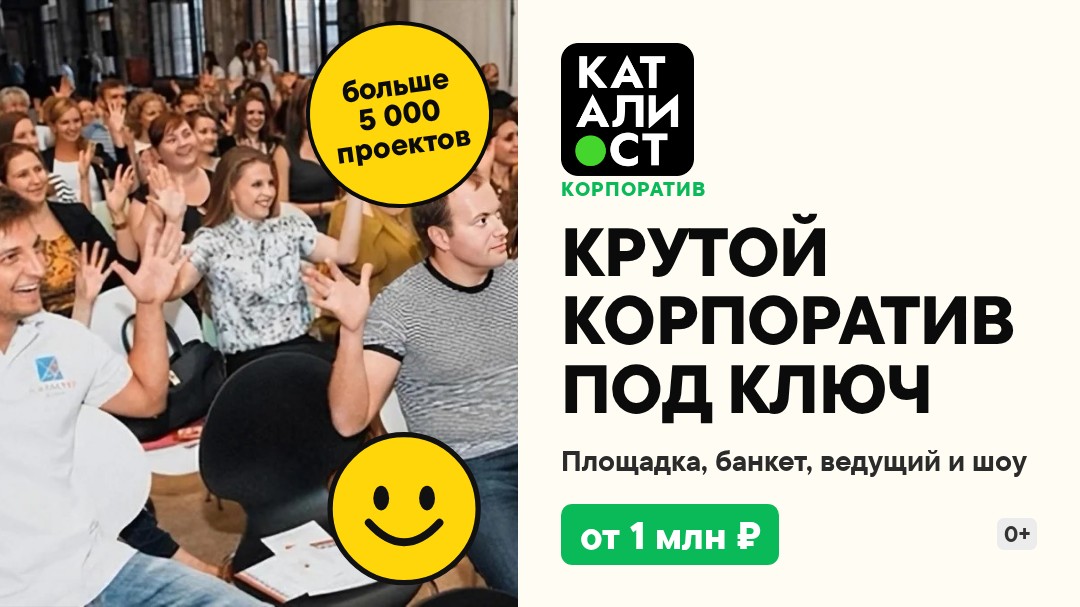 больше
5 000
проектов
КАТ
АЛИ
СТ
КОРПОРАТИВ
КРУТОЙ
КОРПОРАТИВ
ПОД КЛЮЧ
Площадка, банкет, ведущий и шоу
от 1 млн ₽
0+